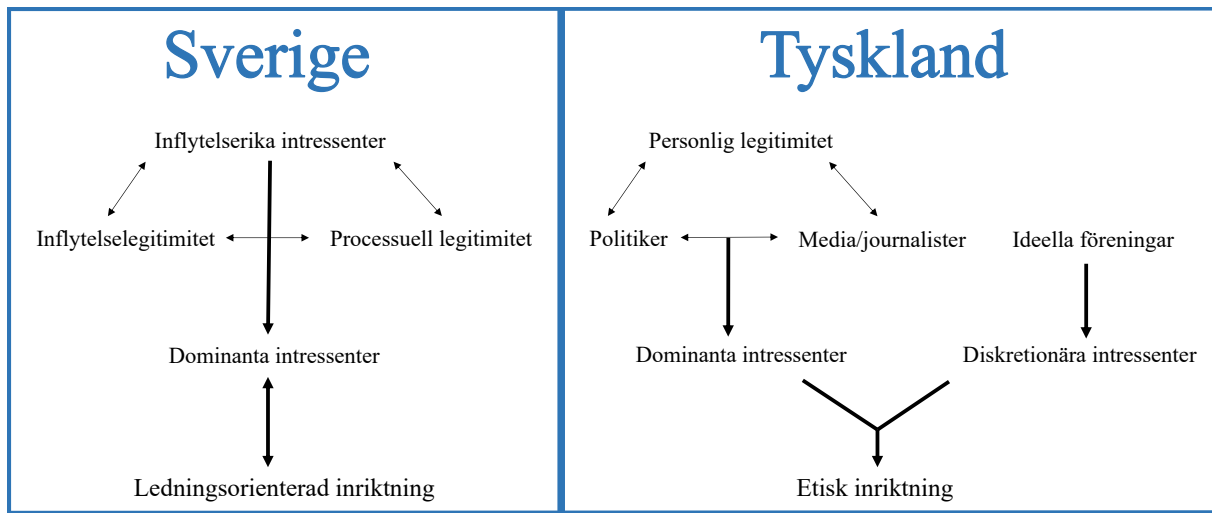 Sverige
Inflytelserika intressenter
Inflytelselegitimitet
Processuell legitimitet
Dominanta intressenter
Ledningsorienterad inriktning
Tyskland
Personlig legitimitet
Politiker
Media/journalister
Ideella föreningar
Dominanta intressenter
Diskretionära intressenter
Etisk inriktning